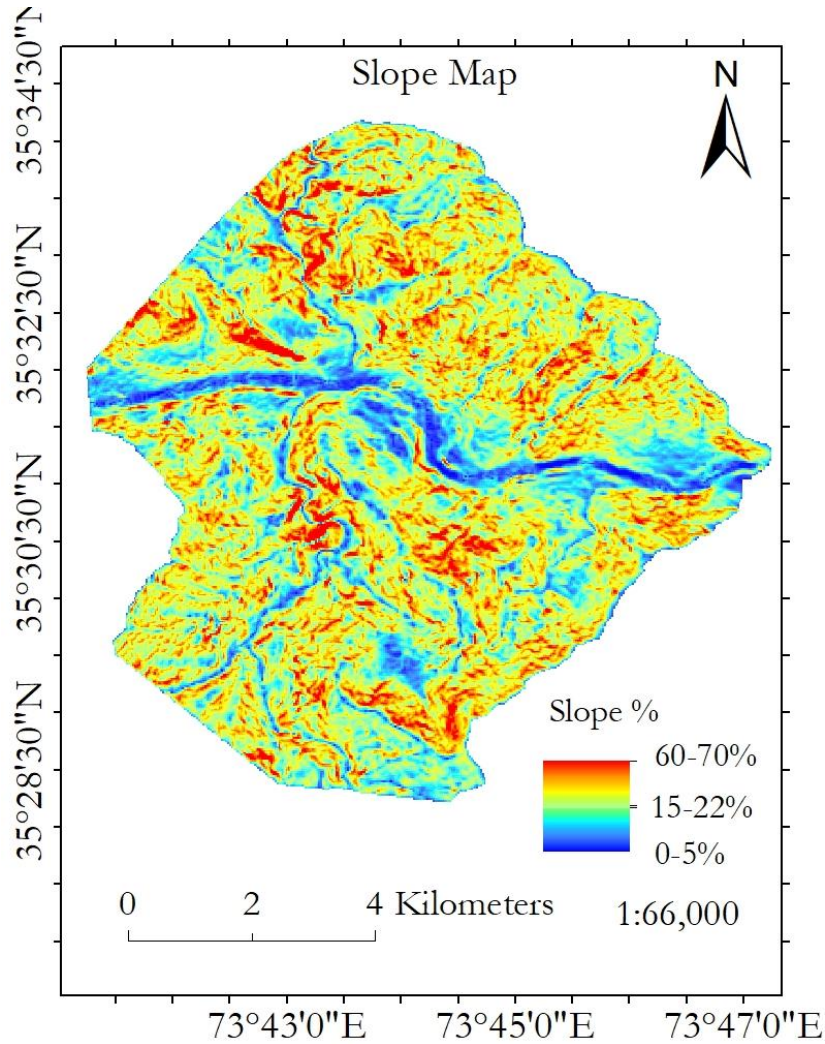 Slope Map
N
35°34'30"N
35°32'30"N
35°30'30"N
35°28'30"N
Slope %
60-70%
15-22%
0-5%
0 2 4 Kilometers
1:66,000
73°43'0"E 73°45'0"E 73°47'0"E